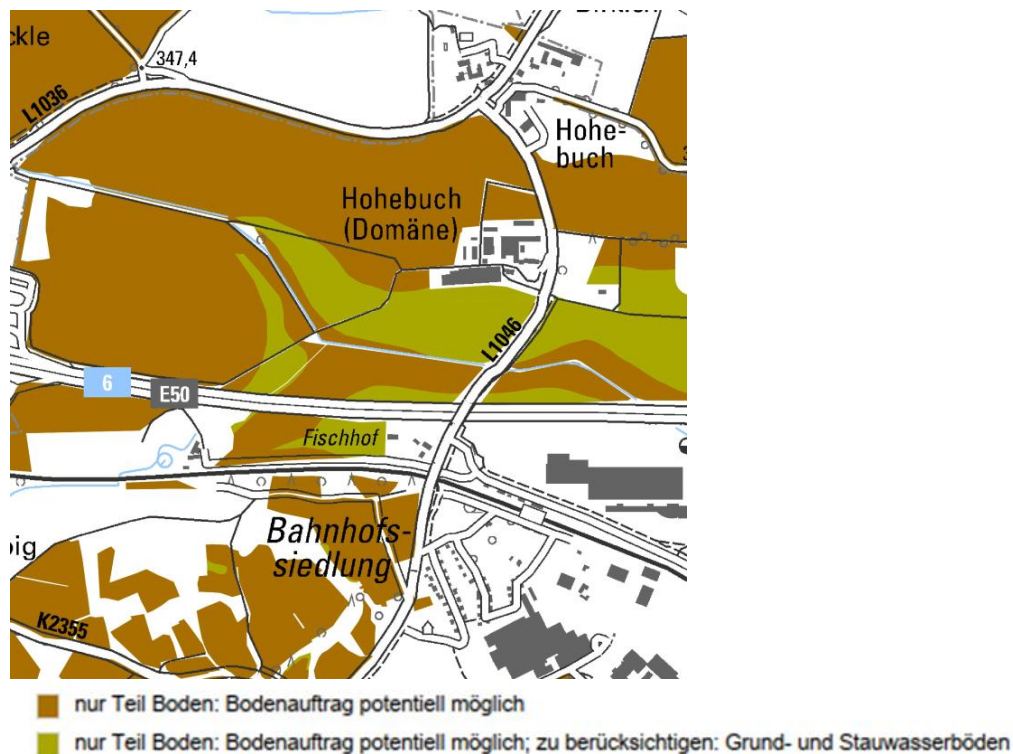 ckle
347,4
L1036
Hohe-
buch
Hohebuch
(Domäne)
L1046
6
E50
Fischhof
Bahnhofs-
siedlung
K2355
nur Teil Boden: Bodenauftrag potentiell möglich
nur Teil Boden: Bodenauftrag potentiell möglich; zu berücksichtigen: Grund- und Stauwasserböden